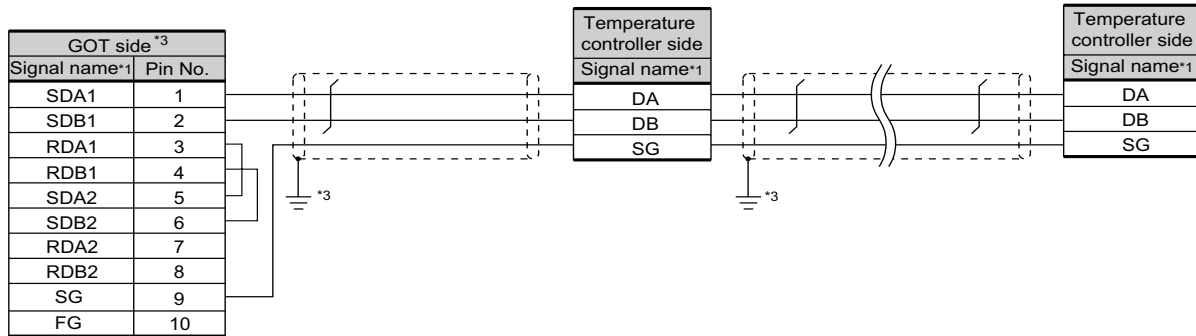 GOT side *3
Signal name*1 Pin No.
SDA1 1
SDB1 2
RDA1 3
RDB1 4
SDA2 5
SDB2 6
RDA2 7
RDB2 8
SG 9
FG 10
*3
Temperature
controller side
Signal name*1
DA
DB
SG
*3
Temperature
controller side
Signal name*1
DA
DB
SG